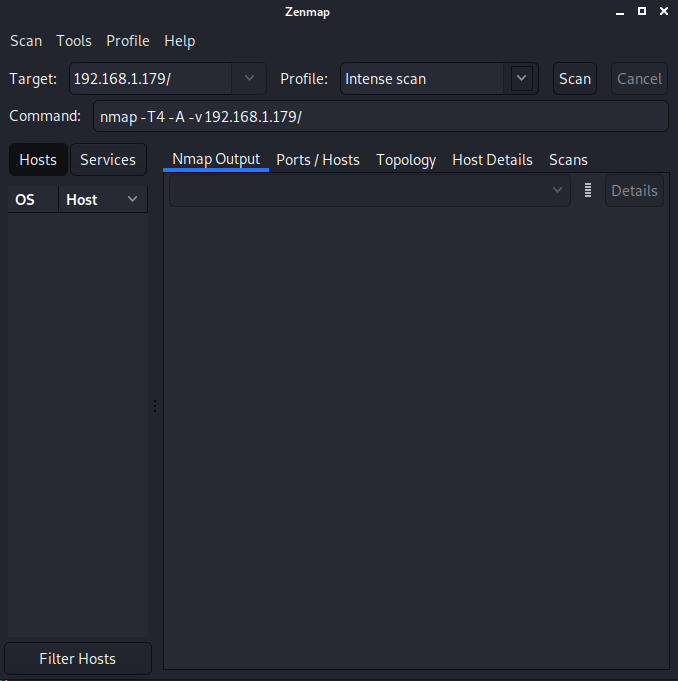 Zenmap
Scan Tools Profile Help
Target: 192.168.1.179/ Profile: Intense scan Scan Cancel
Command: nmap -T4 -A -v 192.168.1.179/
Hosts Services Nmap Output Ports / Hosts Topology Host Details Scans
OS Host Details
Filter Hosts